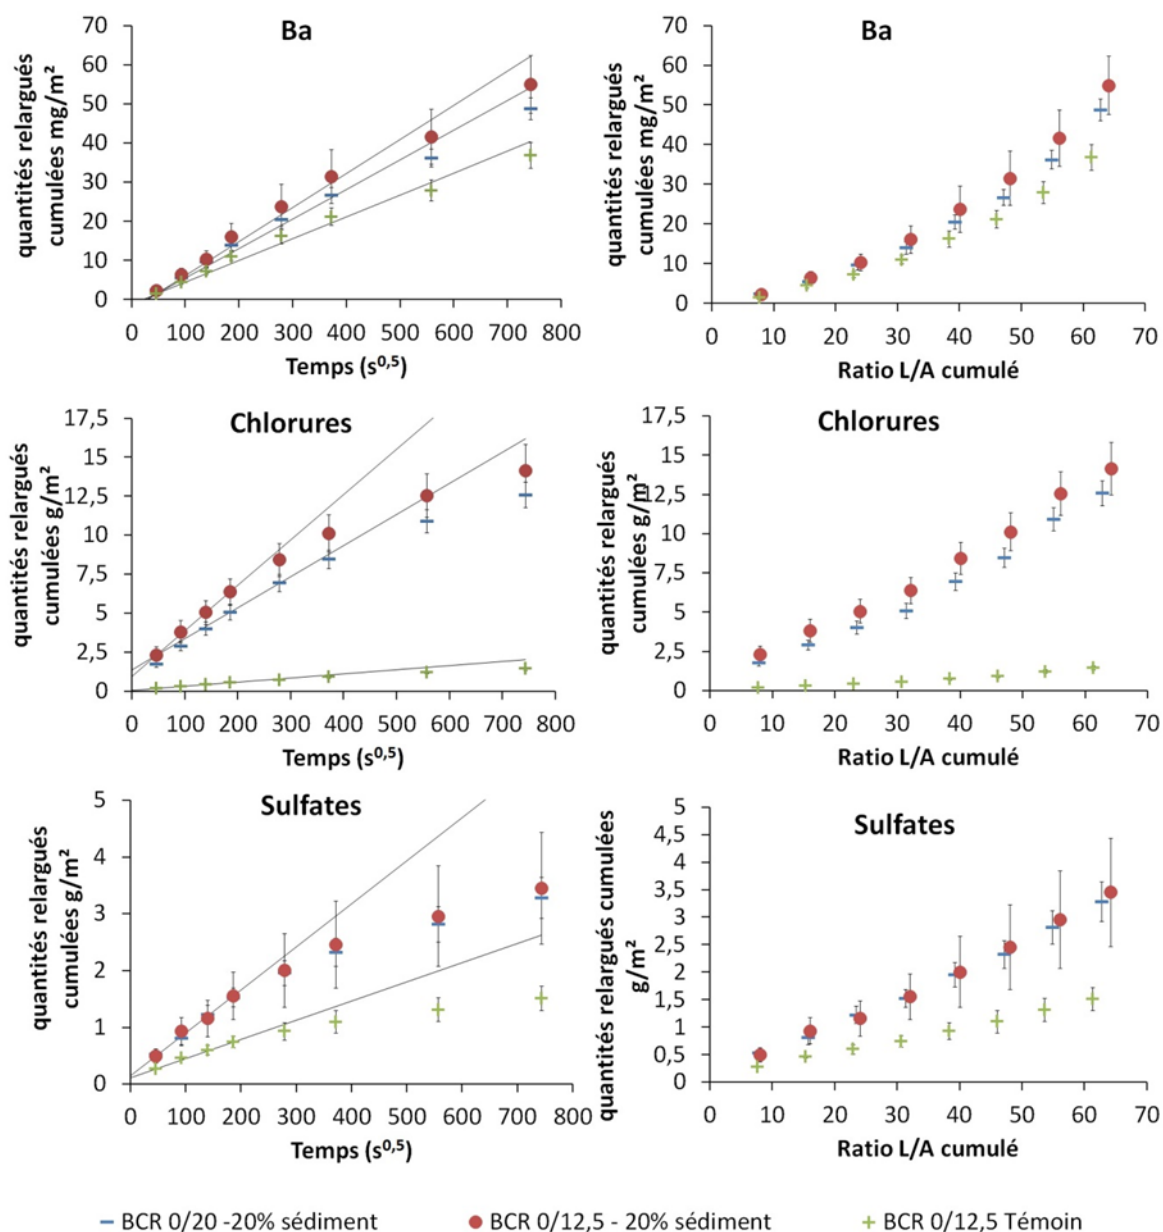 Ba
quantités relargués
cumulées mg/m²
70
60
50
40
30
20
10
0
0 100 200 300 400 500 600 700 800
Temps (s⁰,⁵)
Ba
quantités relargués
cumulées mg/m²
70
60
50
40
30
20
10
0
0 10 20 30 40 50 60 70
Ratio L/A cumulé
Chlorures
quantités relargués
cumulées g/m²
17,5
15
12,5
10
7,5
5
2,5
0
0 100 200 300 400 500 600 700 800
Temps (s⁰,⁵)
Chlorures
quantités relargués
cumulées g/m²
17,5
15
12,5
10
7,5
5
2,5
0
0 10 20 30 40 50 60 70
Ratio L/A cumulé
Sulfates
quantités relargués
cumulées g/m²
5
4
3
2
1
0
0 100 200 300 400 500 600 700 800
Temps (s⁰,⁵)
Sulfates
quantités relargués cumulées
g/m²
5
4,5
4
3,5
3
2,5
2
1,5
1
0,5
0
0 10 20 30 40 50 60 70
Ratio L/A cumulé
BCR 0/20 -20% sédiment
BCR 0/12,5 - 20% sédiment
BCR 0/12,5 Témoin